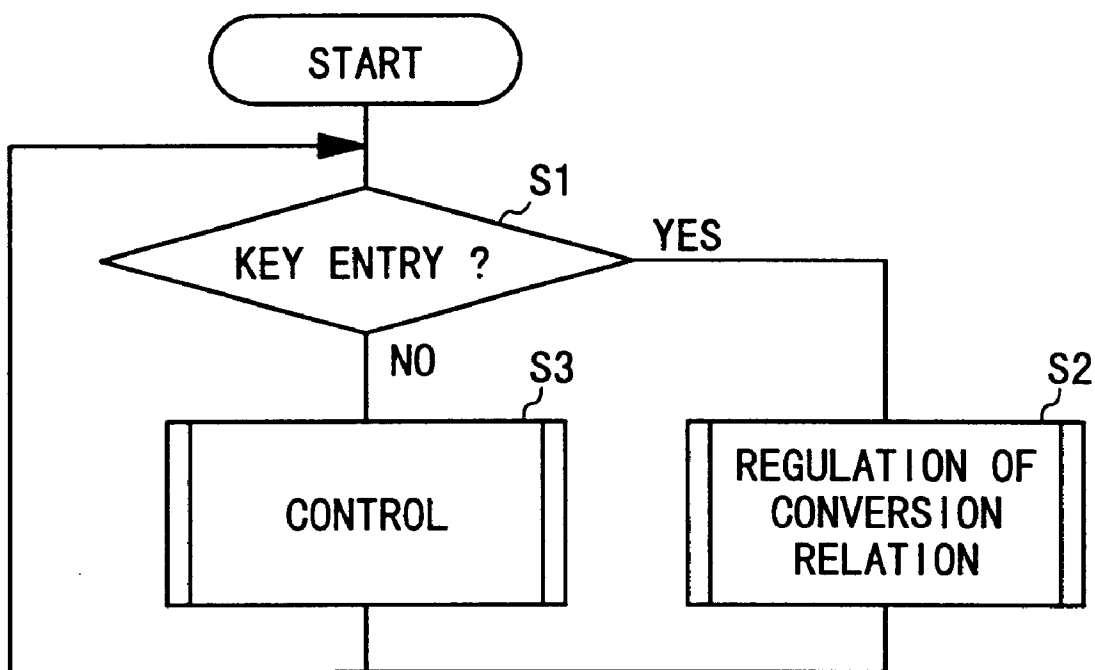 START
S1
KEY ENTRY ?
YES
NO
S3
S2
CONTROL
REGULATION OF
CONVERSION
RELATION